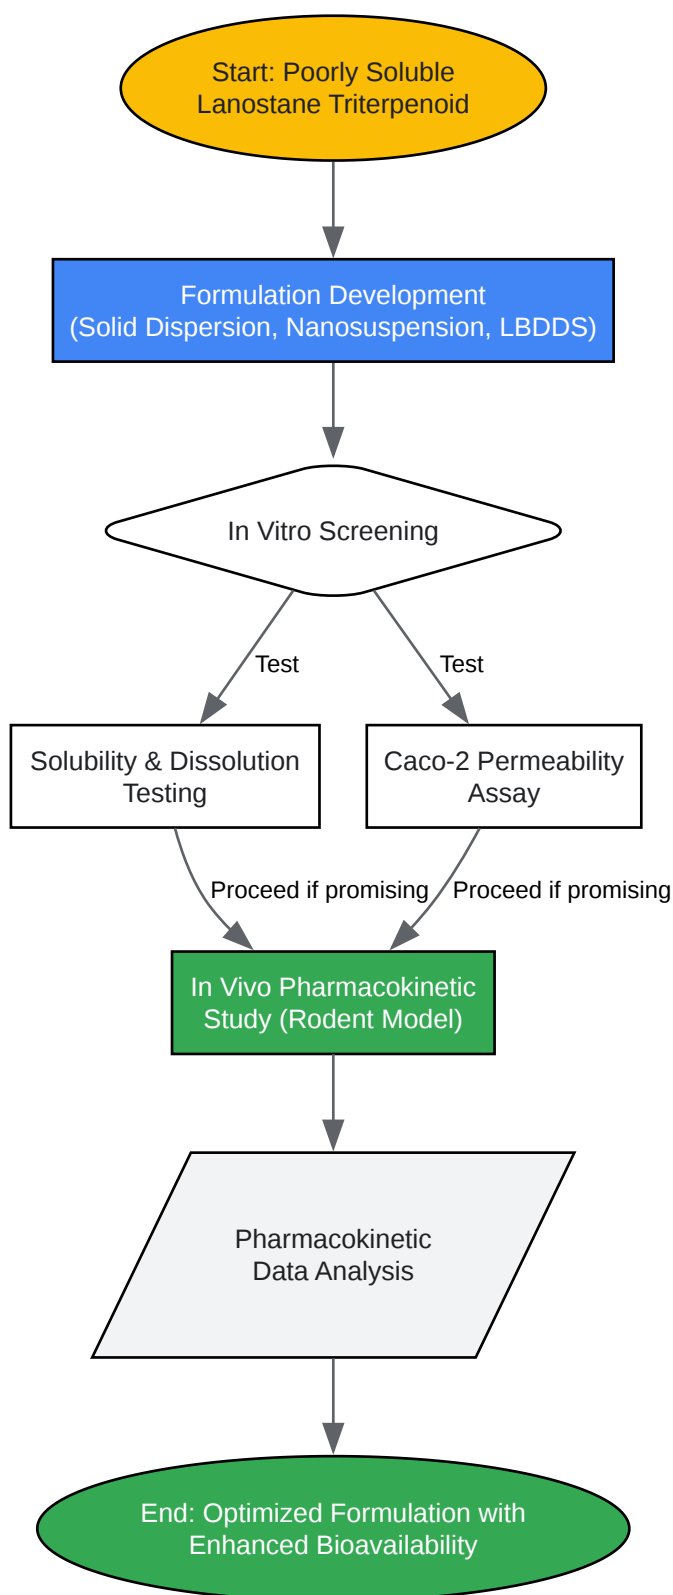 Start: Poorly Soluble
Lanostane Triterpenoid
Formulation Development
(Solid Dispersion, Nanosuspension, LBDDS)
In Vitro Screening
Test
Test
Solubility & Dissolution
Testing
Caco-2 Permeability
Assay
Proceed if promising
Proceed if promising
In Vivo Pharmacokinetic
Study (Rodent Model)
Pharmacokinetic
Data Analysis
End: Optimized Formulation with
Enhanced Bioavailability